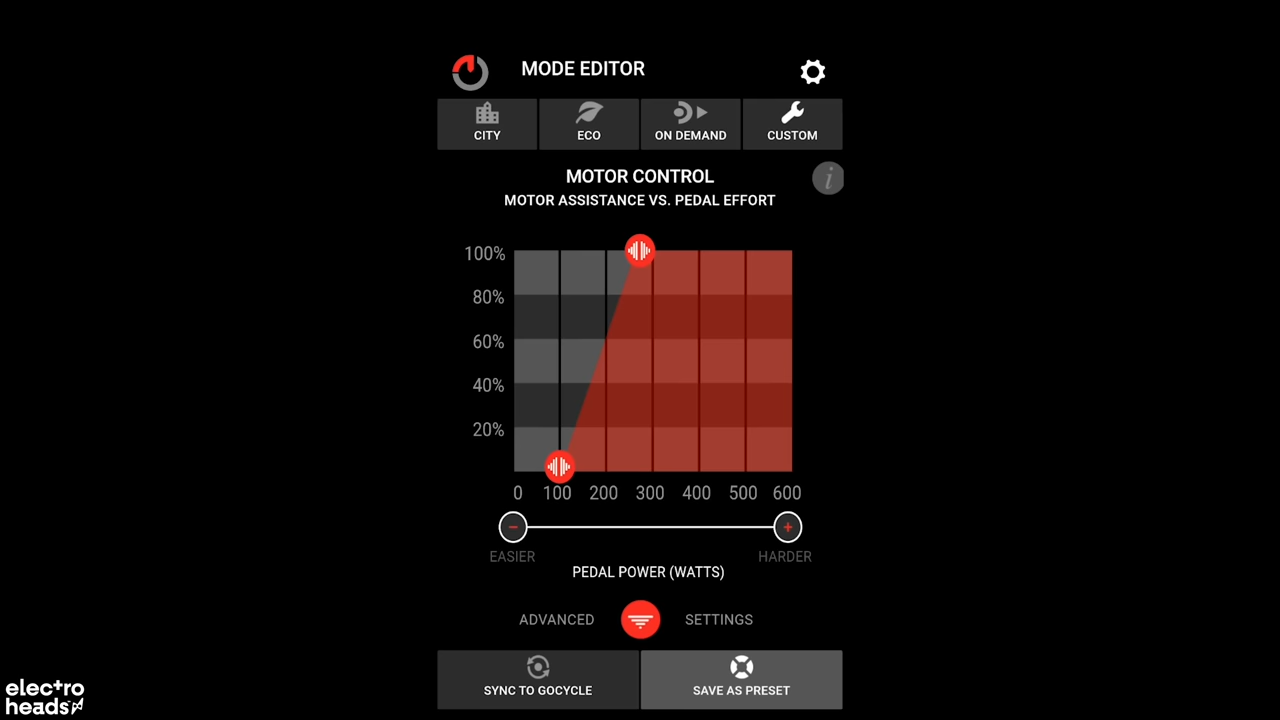 MODE EDITOR
CITY
ECO
ON DEMAND
CUSTOM
MOTOR CONTROL
i
MOTOR ASSISTANCE VS. PEDAL EFFORT
100%
80%
60%
40%
20%
0 100 200 300 400 500 600
- +
EASIER HARDER
PEDAL POWER (WATTS)
ADVANCED SETTINGS
SYNC TO GOCYCLE
SAVE AS PRESET
electro
heads